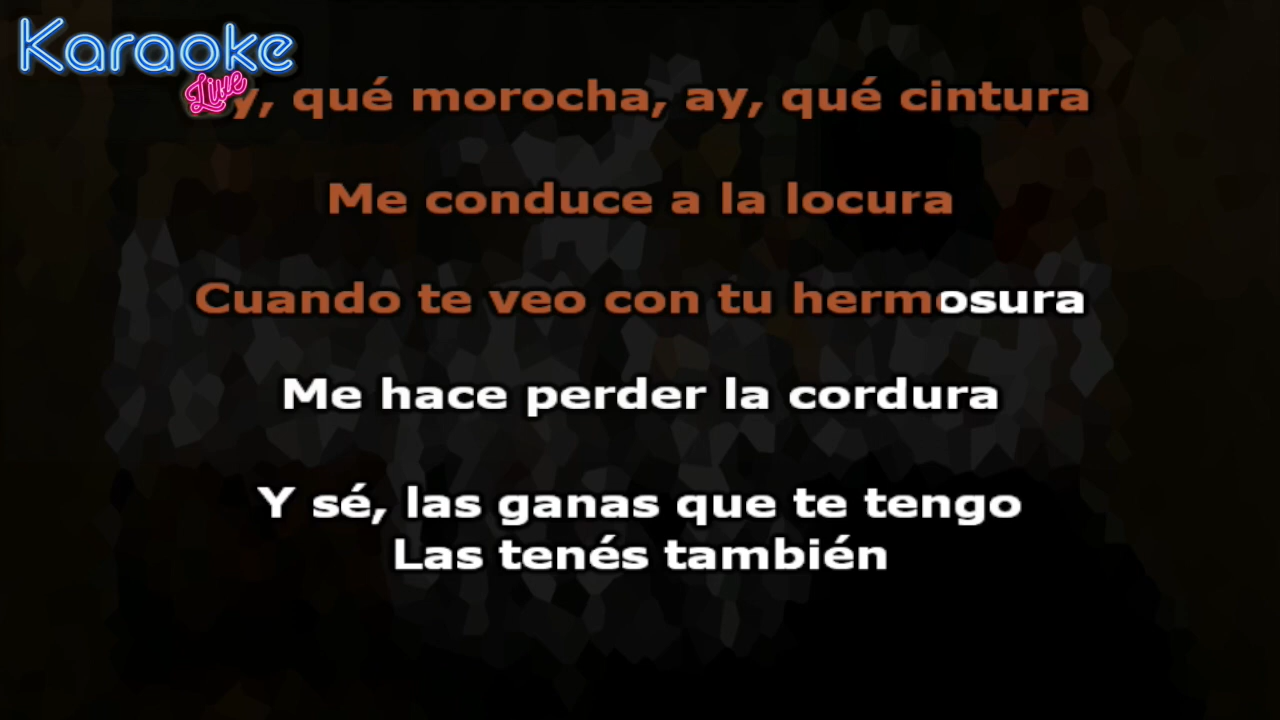 Karaoke
Live
Ay, qué morocha, ay, qué cintura
Me conduce a la locura
Cuando te veo con tu hermosura
Me hace perder la cordura
Y sé, las ganas que te tengo
Las tenés también